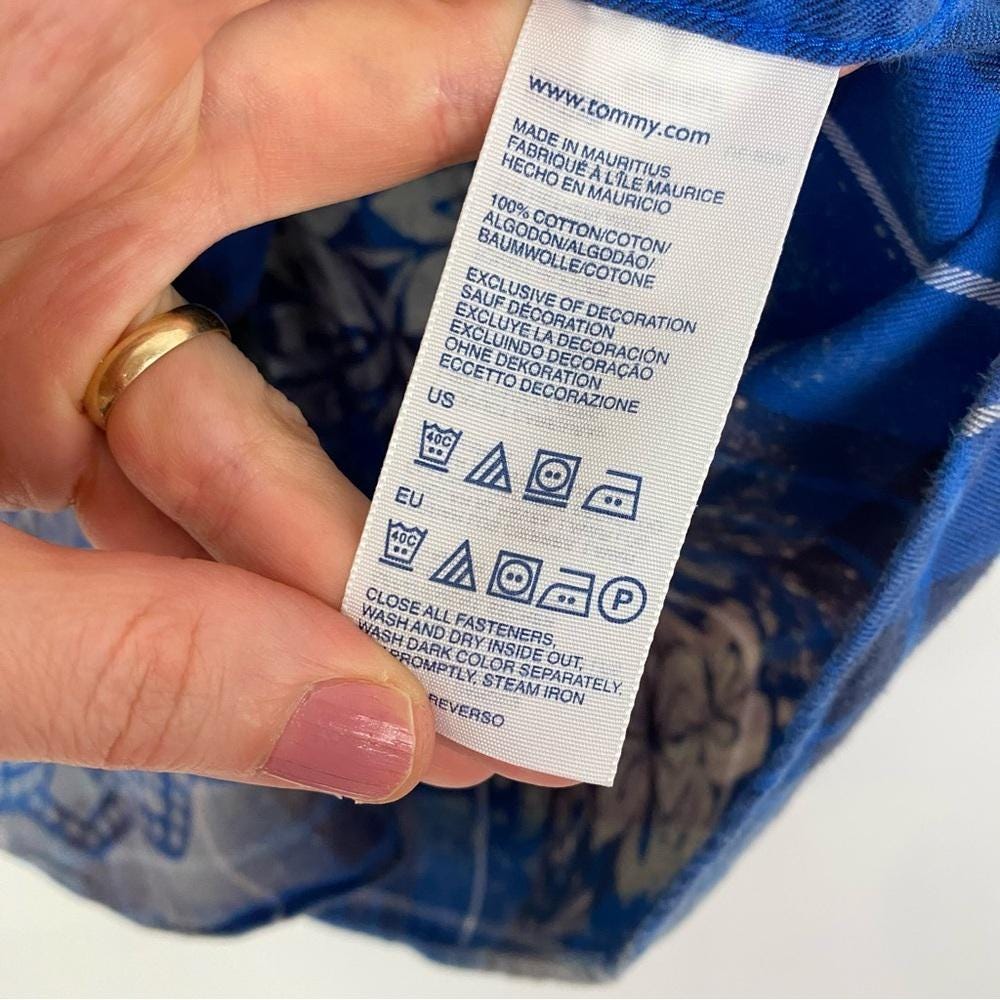 www.tommy.com
MADE IN MAURITIUS
FABRIQUÉ À L'ÎLE MAURICE
HECHO EN MAURICIO
100% COTTON/COTON/
ALGODÓN/ALGODÃO/
BAUMWOLLE/COTONE
EXCLUSIVE OF DECORATION
SAUF DÉCORATION
EXCLUYE LA DECORACIÓN
EXCLUINDO DECORAÇÃO
OHNE DEKORATION
ECCETTO DECORAZIONE
US
40C
EU
40C
P
CLOSE ALL FASTENERS,
WASH AND DRY INSIDE OUT,
WASH DARK COLOR SEPARATELY,
PROMPTLY. STEAM IRON
REVERSO